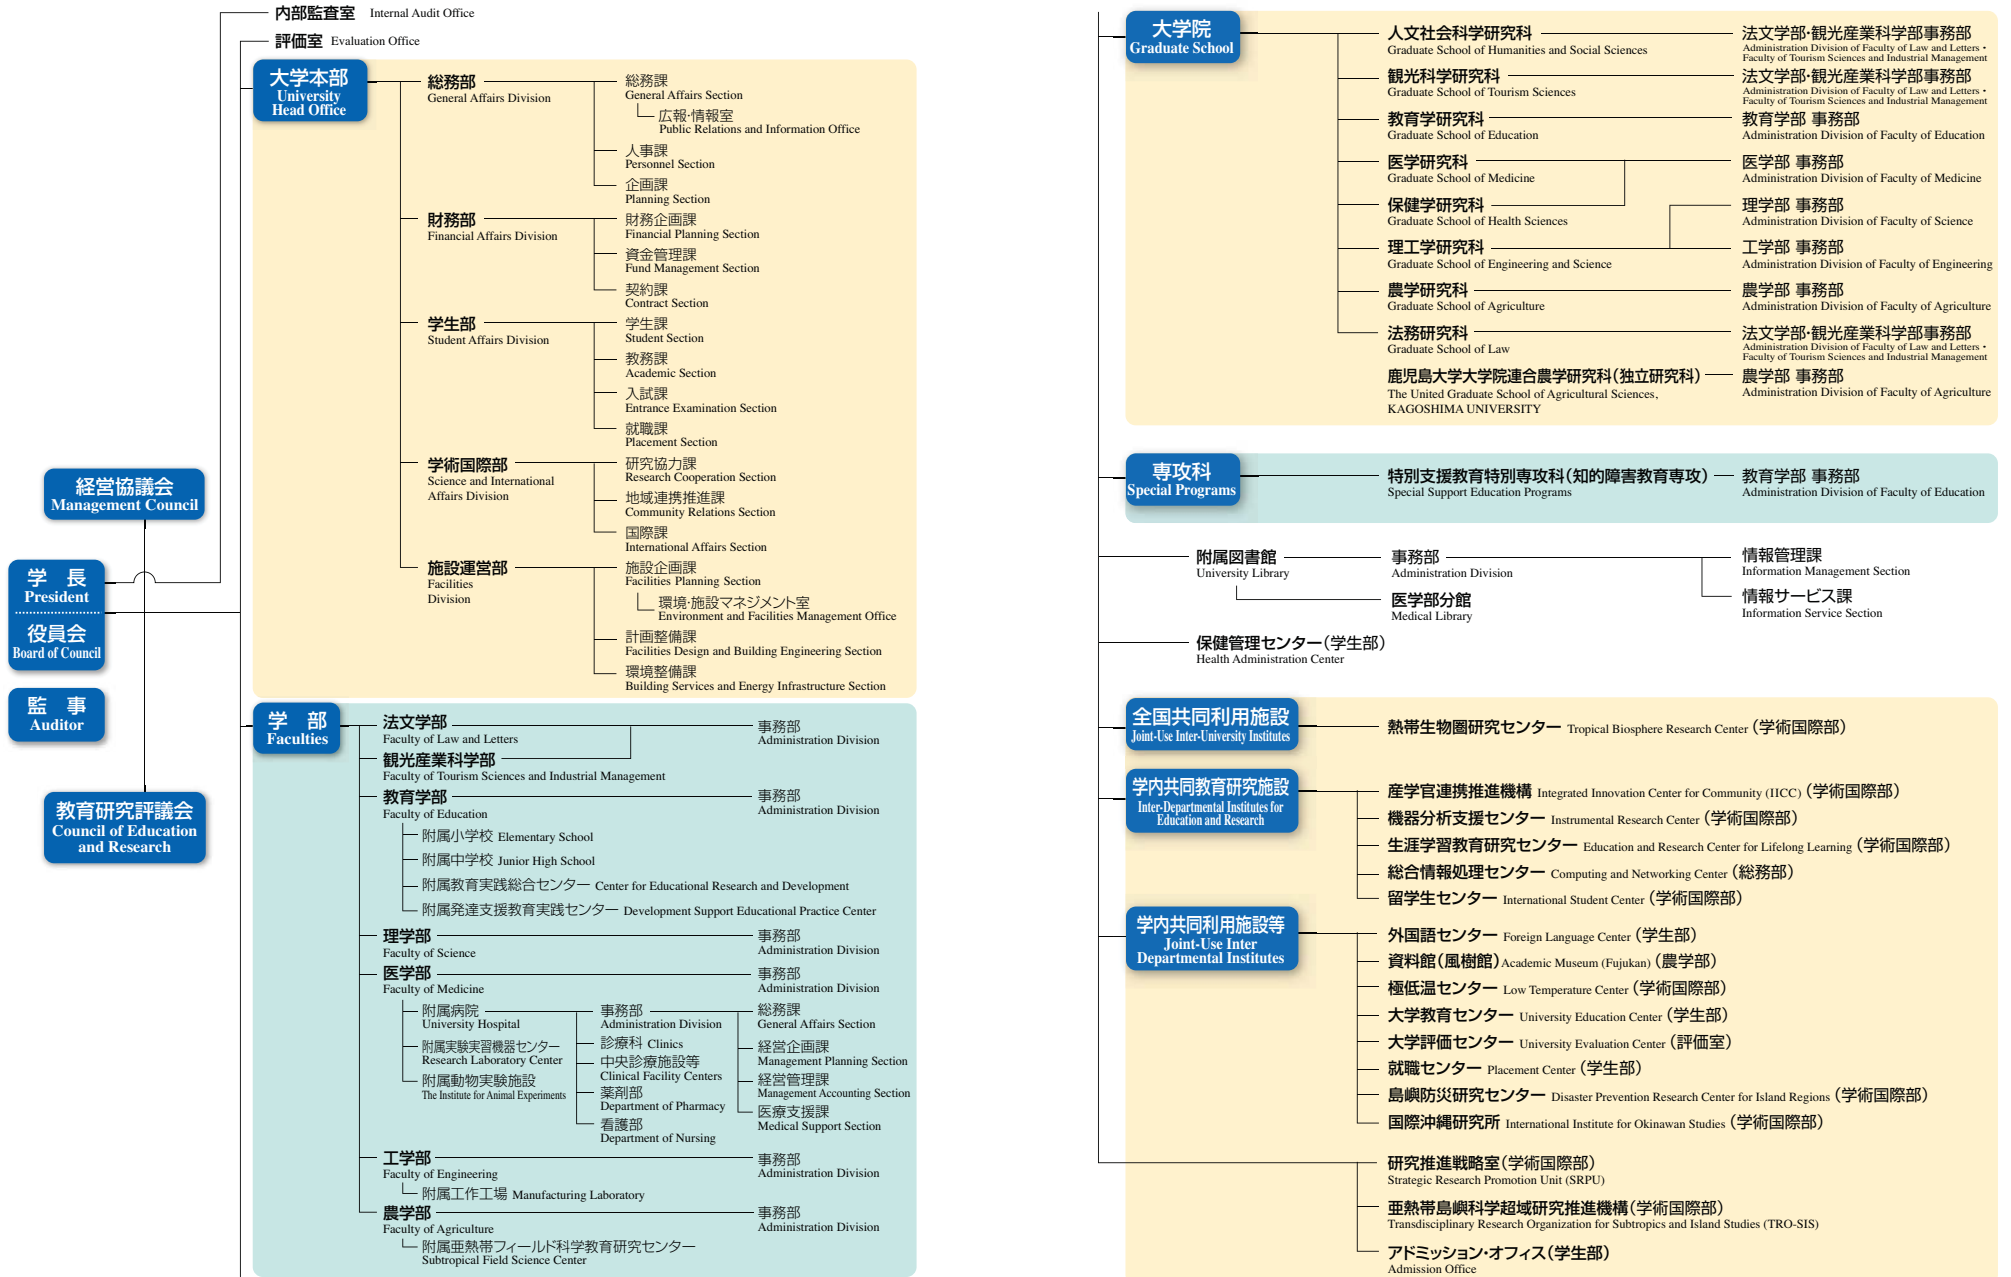 内部監査室 Internal Audit Office
評価室 Evaluation Office
大学本部
University
Head Office
総務部
General Affairs Division
総務課
General Affairs Section
広報・情報室
Public Relations and Information Office
人事課
Personnel Section
企画課
Planning Section
財務部
Financial Affairs Division
財務企画課
Financial Planning Section
資金管理課
Fund Management Section
契約課
Contract Section
学生部
Student Affairs Division
学生課
Student Section
教務課
Academic Section
入試課
Entrance Examination Section
就職課
Placement Section
学術国際部
Science and International
Affairs Division
研究協力課
Research Cooperation Section
地域連携推進課
Community Relations Section
国際課
International Affairs Section
施設運営部
Facilities
Division
施設企画課
Facilities Planning Section
環境・施設マネジメント室
Environment and Facilities Management Office
計画整備課
Facilities Design and Building Engineering Section
環境整備課
Building Services and Energy Infrastructure Section
経営協議会
Management Council
学 長
President
役員会
Board of Council
監 事
Auditor
教育研究評議会
Council of Education
and Research
学 部
Faculties
法文学部
Faculty of Law and Letters
事務部
Administration Division
観光産業科学部
Faculty of Tourism Sciences and Industrial Management
教育学部
Faculty of Education
事務部
Administration Division
附属小学校 Elementary School
附属中学校 Junior High School
附属教育実践総合センター Center for Educational Research and Development
附属発達支援教育実践センター Development Support Educational Practice Center
理学部
Faculty of Science
事務部
Administration Division
医学部
Faculty of Medicine
事務部
Administration Division
附属病院
University Hospital
附属実験実習機器センター
Research Laboratory Center
附属動物実験施設
The Institute for Animal Experiments
事務部
Administration Division
診療科 Clinics
中央診療施設等
Clinical Facility Centers
薬剤部
Department of Pharmacy
看護部
Department of Nursing
総務課
General Affairs Section
経営企画課
Management Planning Section
経営管理課
Management Accounting Section
医療支援課
Medical Support Section
工学部
Faculty of Engineering
事務部
Administration Division
附属工作工場 Manufacturing Laboratory
農学部
Faculty of Agriculture
事務部
Administration Division
附属亜熱帯フィールド科学教育研究センター
Subtropical Field Science Center
大学院
Graduate School
人文社会科学研究科
Graduate School of Humanities and Social Sciences
法文学部・観光産業科学部事務部
Administration Division of Faculty of Law and Letters・
Faculty of Tourism Sciences and Industrial Management
観光科学研究科
Graduate School of Tourism Sciences
法文学部・観光産業科学部事務部
Administration Division of Faculty of Law and Letters・
Faculty of Tourism Sciences and Industrial Management
教育学研究科
Graduate School of Education
教育学部 事務部
Administration Division of Faculty of Education
医学研究科
Graduate School of Medicine
医学部 事務部
Administration Division of Faculty of Medicine
保健学研究科
Graduate School of Health Sciences
理学部 事務部
Administration Division of Faculty of Science
理工学研究科
Graduate School of Engineering and Science
工学部 事務部
Administration Division of Faculty of Engineering
農学研究科
Graduate School of Agriculture
農学部 事務部
Administration Division of Faculty of Agriculture
法務研究科
Graduate School of Law
法文学部・観光産業科学部事務部
Administration Division of Faculty of Law and Letters・
Faculty of Tourism Sciences and Industrial Management
鹿児島大学大学院連合農学研究科(独立研究科)
The United Graduate School of Agricultural Sciences,
KAGOSHIMA UNIVERSITY
農学部 事務部
Administration Division of Faculty of Agriculture
専攻科
Special Programs
特別支援教育特別専攻科(知的障害教育専攻)
Special Support Education Programs
教育学部 事務部
Administration Division of Faculty of Education
附属図書館
University Library
事務部
Administration Division
情報管理課
Information Management Section
医学部分館
Medical Library
情報サービス課
Information Service Section
保健管理センター(学生部)
Health Administration Center
全国共同利用施設
Joint-Use Inter-University Institutes
熱帯生物圏研究センター Tropical Biosphere Research Center (学術国際部)
学内共同教育研究施設
Inter-Departmental Institutes for
Education and Research
産学官連携推進機構 Integrated Innovation Center for Community (IICC) (学術国際部)
機器分析支援センター Instrumental Research Center (学術国際部)
生涯学習教育研究センター Education and Research Center for Lifelong Learning (学術国際部)
総合情報処理センター Computing and Networking Center (総務部)
留学生センター International Student Center (学術国際部)
学内共同利用施設等
Joint-Use Inter
Departmental Institutes
外国語センター Foreign Language Center (学生部)
資料館(風樹館) Academic Museum (Fujukan) (農学部)
極低温センター Low Temperature Center (学術国際部)
大学教育センター University Education Center (学生部)
大学評価センター University Evaluation Center (評価室)
就職センター Placement Center (学生部)
島嶼防災研究センター Disaster Prevention Research Center for Island Regions (学術国際部)
国際沖縄研究所 International Institute for Okinawan Studies (学術国際部)
研究推進戦略室(学術国際部)
Strategic Research Promotion Unit (SRPU)
亜熱帯島嶼科学超域研究推進機構(学術国際部)
Transdisciplinary Research Organization for Subtropics and Island Studies (TRO-SIS)
アドミッション・オフィス(学生部)
Admission Office